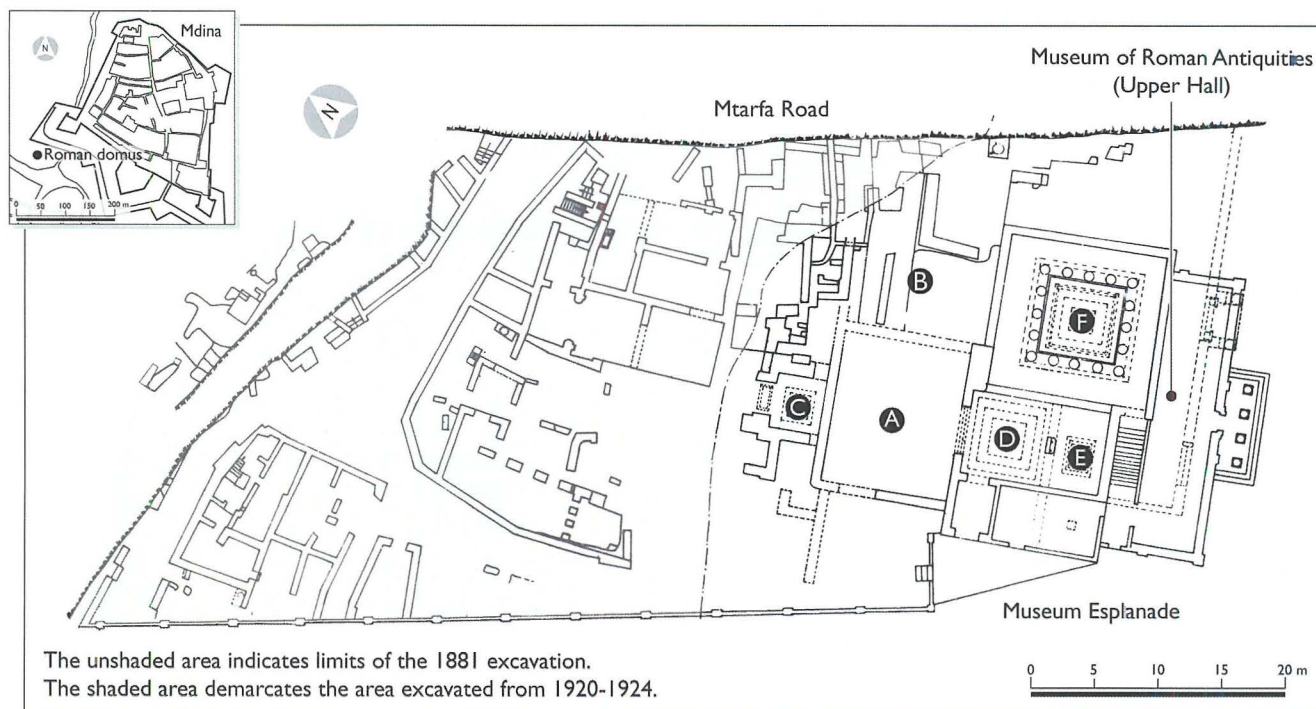 Mdina
N
Roman domus
0 50 100 150 200 m
N
Mtarfa Road
Museum of Roman Antiquities
(Upper Hall)
B
F
C
A
D
E
Museum Esplanade
The unshaded area indicates limits of the 1881 excavation.
The shaded area demarcates the area excavated from 1920-1924.
0 5 10 15 20 m